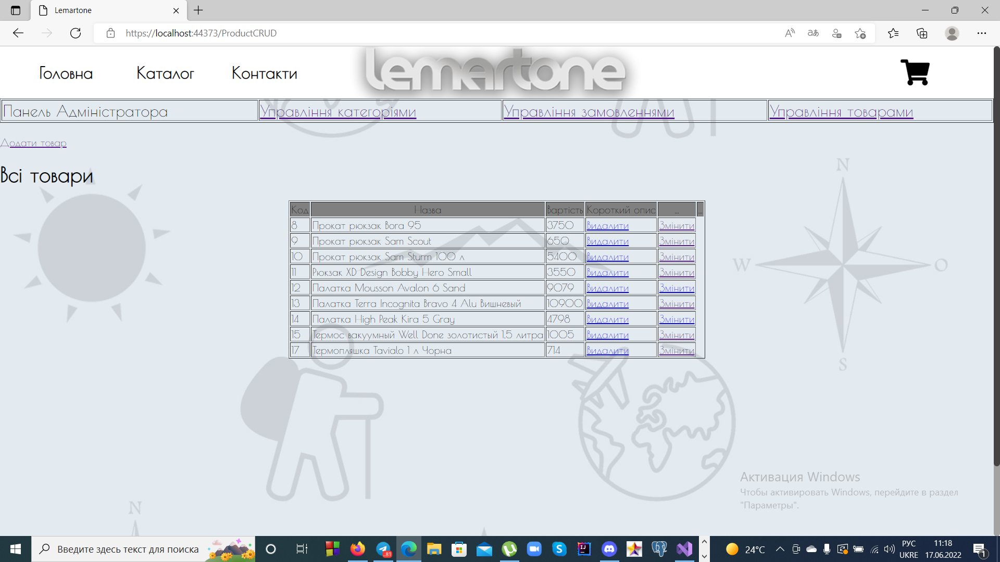 Lemartone
https://localhost:44373/ProductCRUD
Головна Каталог Контакти lemartone
Панель Адміністратора Управління категоріями Управління замовленнями Управління товарами
Додати товар
Всі товари
Код Назва Вартість Короткий опис ... ...
8 Прокат рюкзак Bora 95 3750 Видалити Змінити
9 Прокат рюкзак Sam Scout 650 Видалити Змінити
10 Прокат рюкзак Sam Sturm 100 л 5400 Видалити Змінити
11 Рюкзак XD Design Bobby Hero Small 3550 Видалити Змінити
12 Палатка Mousson Avalon 6 Sand 9079 Видалити Змінити
13 Палатка Terra Incognita Bravo 4 Alu Вишневый 10900 Видалити Змінити
14 Палатка High Peak Kira 5 Gray 4798 Видалити Змінити
15 Термос вакуумный Well Done золотистый 1.5 литра 1005 Видалити Змінити
17 Термопляшка Tavialo 1 л Чорна 714 Видалити Змінити
N
W O
S
N
Активация Windows
Чтобы активировать Windows, перейдите в раздел
"Параметры".
Введите здесь текст для поиска
..81
IJ
24°C
РУС
UKRE
11:18
17.06.2022
1